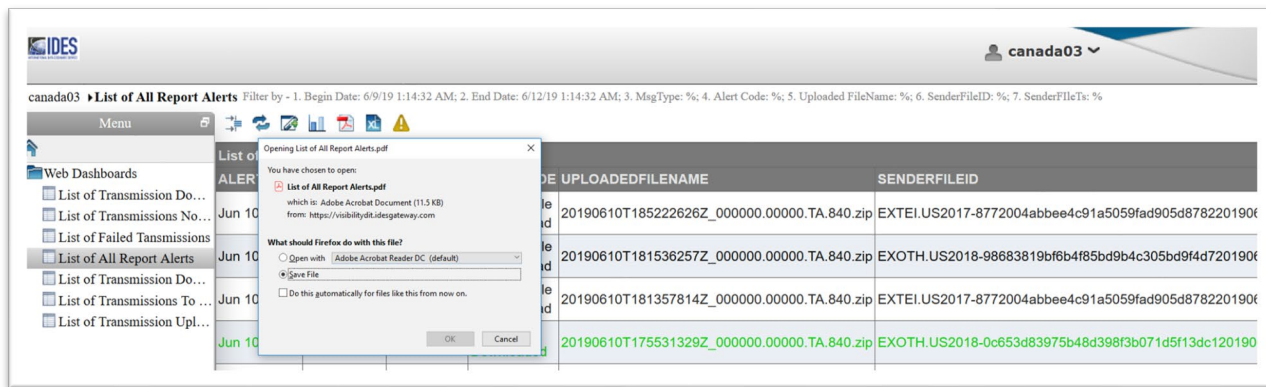 IDES
canada03
canada03 ▸List of All Report Alerts Filter by - 1. Begin Date: 6/9/19 1:14:32 AM; 2. End Date: 6/12/19 1:14:32 AM; 3. MsgType: %; 4. Alert Code: %; 5. Uploaded FileName: %; 6. SenderFileID: %; 7. SenderFIleTs: %
Menu
Web Dashboards
List of Transmission Do...
List of Transmissions No...
List of Failed Tansmissions
List of All Report Alerts
List of Transmission Do...
List of Transmissions To ...
List of Transmission Upl...
Opening List of All Report Alerts.pdf
You have chosen to open:
List of All Report Alerts.pdf
which is: Adobe Acrobat Document (11.5 KB)
from: https://visibilitydit.idesgateway.com
What should Firefox do with this file?
Open with Adobe Acrobat Reader DC (default)
Save File
Do this automatically for files like this from now on.
OK Cancel
List of
ALER DE UPLOADEDFILENAME SENDERFILEID
Jun 10 le ad 20190610T185222626Z_000000.00000.TA.840.zip EXTEI.US2017-8772004abbee4c91a5059fad905d878220190
Jun 10 le ad 20190610T181536257Z_000000.00000.TA.840.zip EXOTH.US2018-98683819bf6b4f85bd9b4c305bd9f4d720190
Jun 10 le ad 20190610T181357814Z_000000.00000.TA.840.zip EXTEI.US2017-8772004abbee4c91a5059fad905d878220190
Jun 10 20190610T175531329Z_000000.00000.TA.840.zip EXOTH.US2018-0c653d83975b48d398f3b071d5f13dc120190